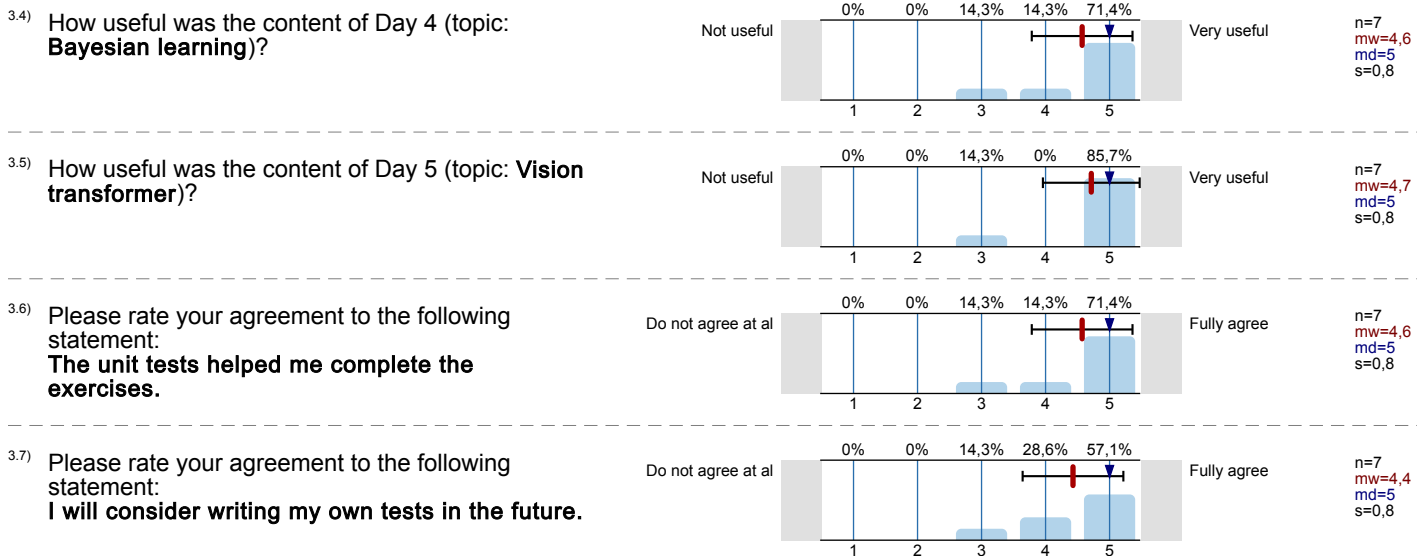 3.4) How useful was the content of Day 4 (topic:
Bayesian learning)?
Not useful
0% 0% 14,3% 14,3% 71,4%
1 2 3 4 5
Very useful
n=7
mw=4,6
md=5
s=0,8
3.5) How useful was the content of Day 5 (topic: Vision
transformer)?
Not useful
0% 0% 14,3% 0% 85,7%
1 2 3 4 5
Very useful
n=7
mw=4,7
md=5
s=0,8
3.6) Please rate your agreement to the following
statement:
The unit tests helped me complete the
exercises.
Do not agree at al
0% 0% 14,3% 14,3% 71,4%
1 2 3 4 5
Fully agree
n=7
mw=4,6
md=5
s=0,8
3.7) Please rate your agreement to the following
statement:
I will consider writing my own tests in the future.
Do not agree at al
0% 0% 14,3% 28,6% 57,1%
1 2 3 4 5
Fully agree
n=7
mw=4,4
md=5
s=0,8